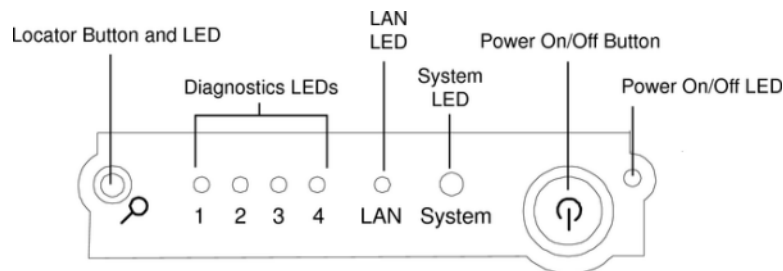 LAN
LED
Locator Button and LED
Power On/Off Button
System
LED
Diagnostics LEDs
Power On/Off LED
1 2 3 4 LAN System